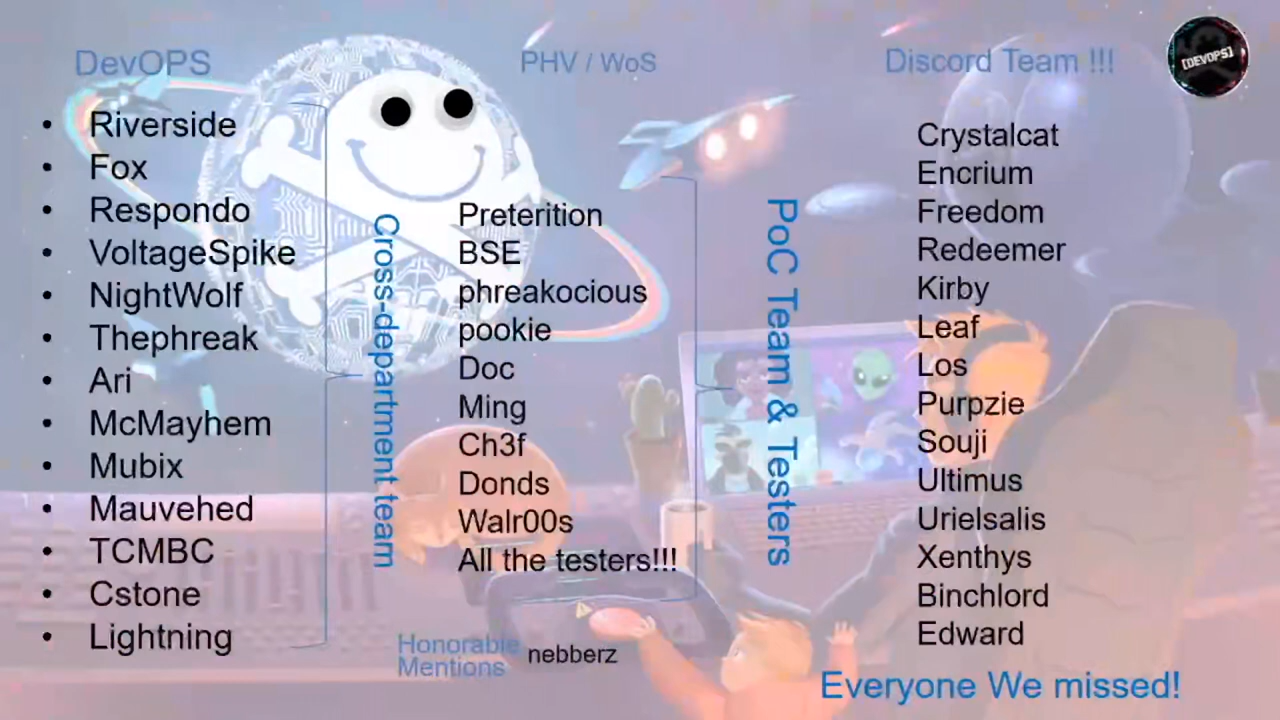 DevOPS
Riverside
Fox
Respondo
VoltageSpike
NightWolf
Thephreak
Ari
McMayhem
Mubix
Mauvehed
TCMBC
Cstone
Lightning
Cross-department team
PHV / WoS
Preterition
BSE
phreakocious
pookie
Doc
Ming
Ch3f
Donds
Walr00s
All the testers!!!
PoC Team & Testers
Honorable
Mentions
nebberz
Discord Team !!!
Crystalcat
Encrium
Freedom
Redeemer
Kirby
Leaf
Los
Purpzie
Souji
Ultimus
Urielsalis
Xenthys
Binchlord
Edward
Everyone We missed!
[DEVOPS]